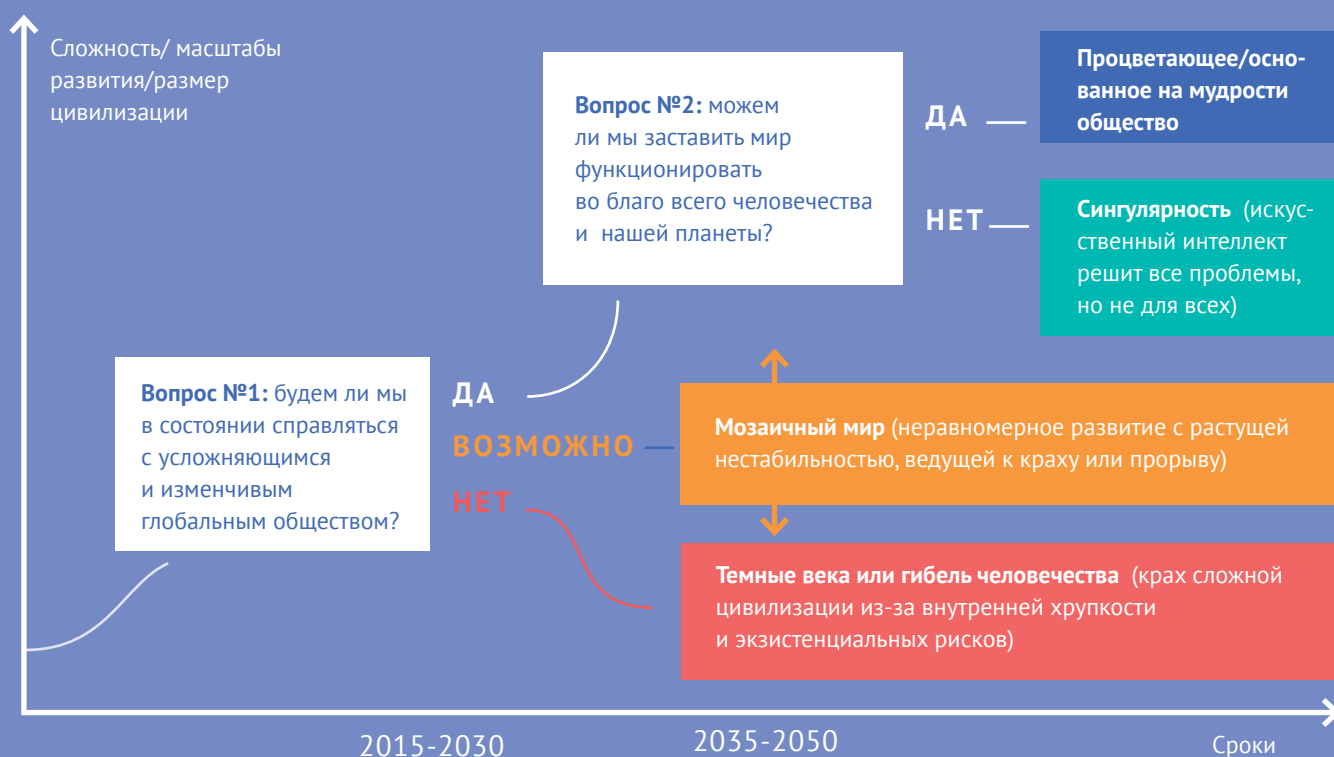 Сложность/ масштабы
развития/размер
цивилизации
Вопрос №2: можем
ли мы заставить мир
функционировать
во благо всего человечества
и нашей планеты?
ДА
Процветающее/осно-
ванное на мудрости
общество
НЕТ
Сингулярность (искус-
ственный интеллект
решит все проблемы,
но не для всех)
Вопрос №1: будем ли мы
в состоянии справляться
с усложняющимся
и изменчивым
глобальным обществом?
ДА
ВОЗМОЖНО
НЕТ
Мозаичный мир (неравномерное развитие с растущей
нестабильностью, ведущей к краху или прорыву)
Темные века или гибель человечества (крах сложной
цивилизации из-за внутренней хрупкости
и экзистенциальных рисков)
2015-2030
2035-2050
Сроки